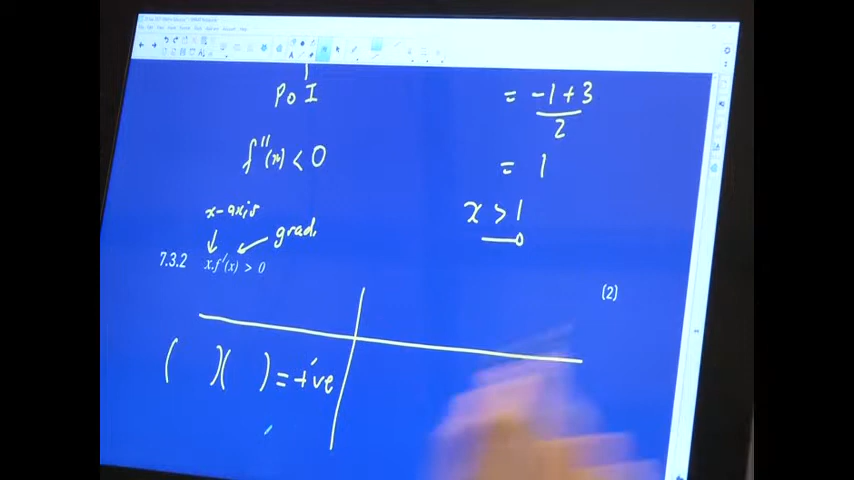 PoI
f''(x) < 0
x-axis
grad.
7.3.2 x.f'(x) > 0
( )( ) = +'ve
= -1 + 3
2
= 1
x > 1
(2)